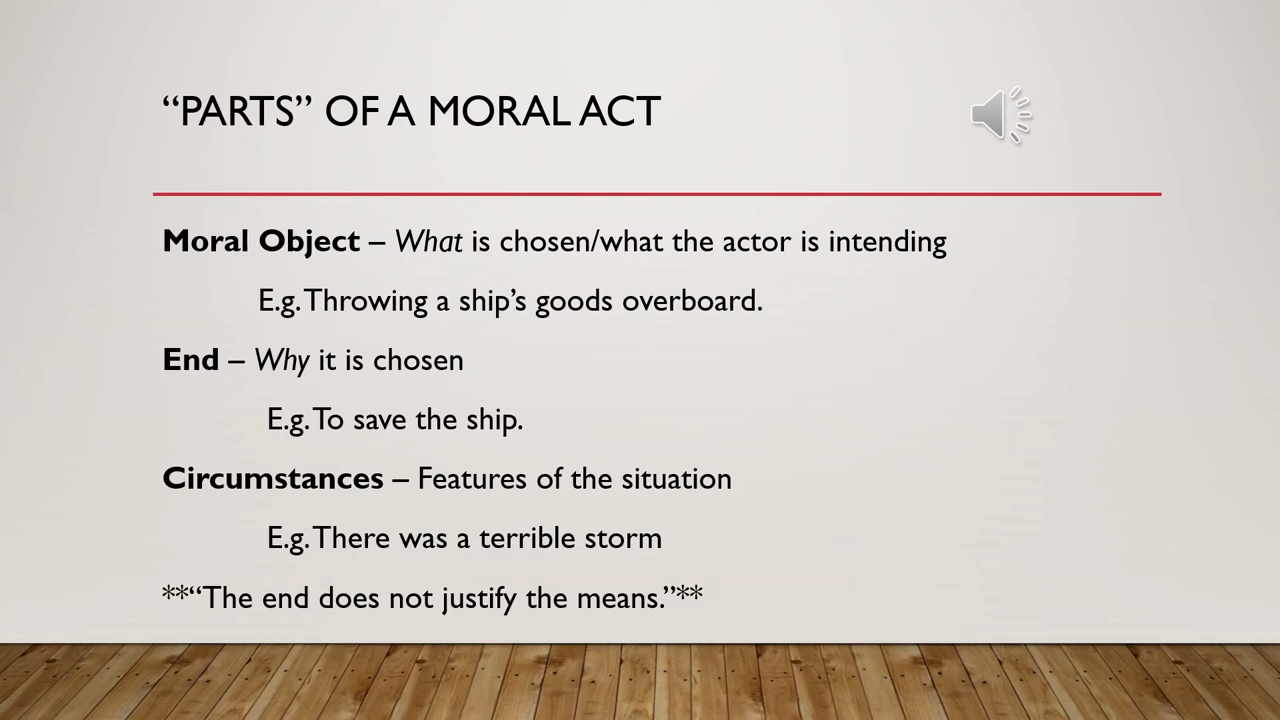 “PARTS” OF A MORAL ACT
Moral Object – What is chosen/what the actor is intending
E.g. Throwing a ship’s goods overboard.
End – Why it is chosen
E.g. To save the ship.
Circumstances – Features of the situation
E.g. There was a terrible storm
**“The end does not justify the means.”**